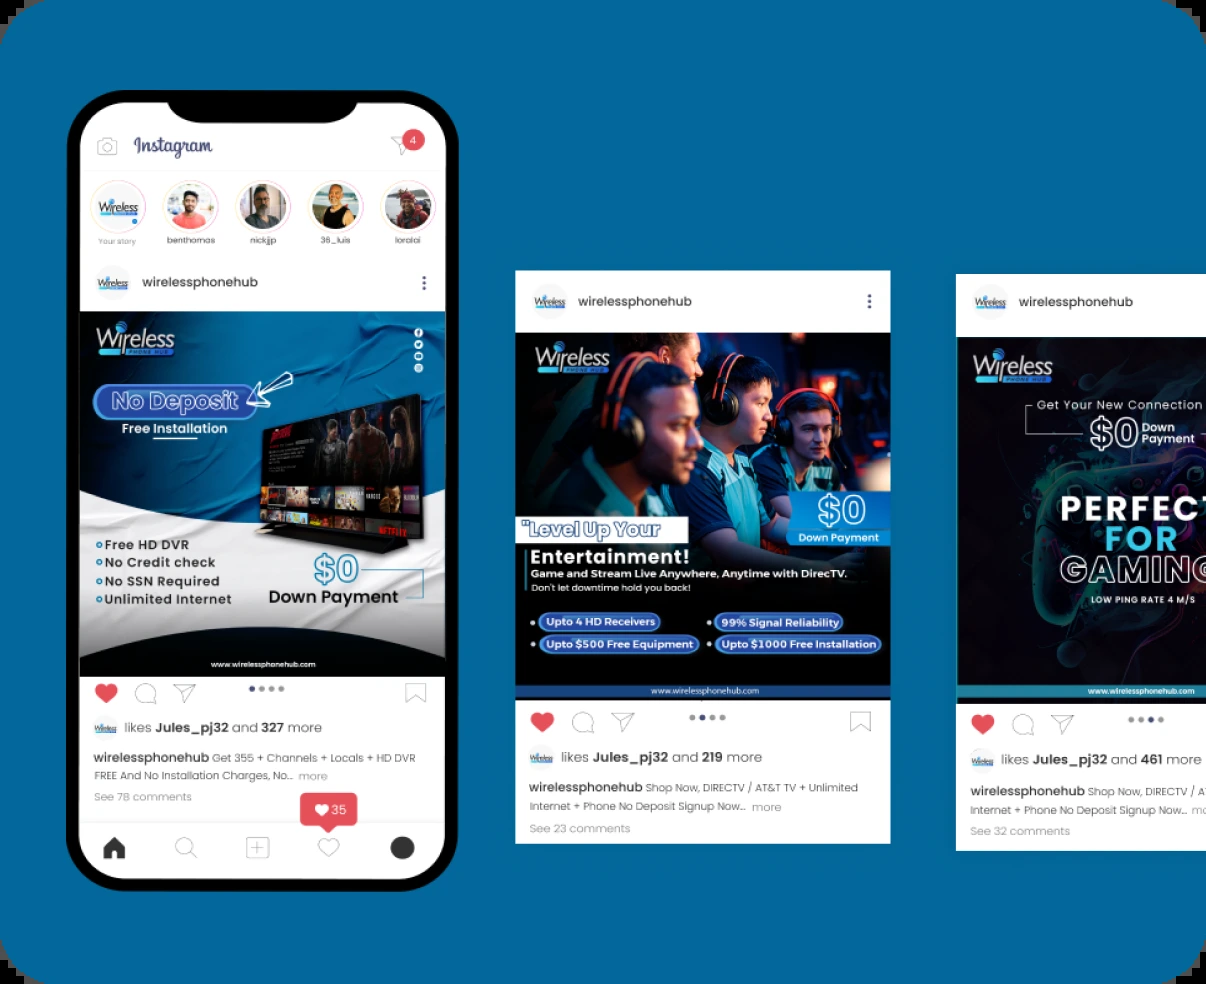 Instagram
4
Wireless
Your story
benthomas
nickjjp
36_luis
loralai
Wireless
wirelessphonehub
Wireless
PHONE HUB
No Deposit
Free Installation
NETFLIX
Free HD DVR
No Credit check
No SSN Required
Unlimited Internet
$0
Down Payment
www.wirelessphonehub.com
Wireless likes Jules_pj32 and 327 more
wirelessphonehub Get 355 + Channels + Locals + HD DVR
FREE And No Installation Charges, No... more
See 78 comments
35
Wireless
wirelessphonehub
Wireless
PHONE HUB
$0
Down Payment
"Level Up Your
Entertainment!
Game and Stream Live Anywhere, Anytime with DirecTV.
Don't let downtime hold you back!
Upto 4 HD Receivers
99% Signal Reliability
Upto $500 Free Equipment
Upto $1000 Free Installation
www.wirelessphonehub.com
Wireless likes Jules_pj32 and 219 more
wirelessphonehub Shop Now, DIRECTV / AT&T TV + Unlimited
Internet + Phone No Deposit Signup Now... more
See 23 comments
Wireless
wirelessphonehub
Wireless
PHONE HUB
Get Your New Connection
$0 Down
Payment
PERFECT
FOR
GAMING
LOW PING RATE 4 M/S
www.wirelessphonehub.com
Wireless likes Jules_pj32 and 461 more
wirelessphonehub Shop Now, DIRECTV / A
Internet + Phone No Deposit Signup Now... mo
See 32 comments